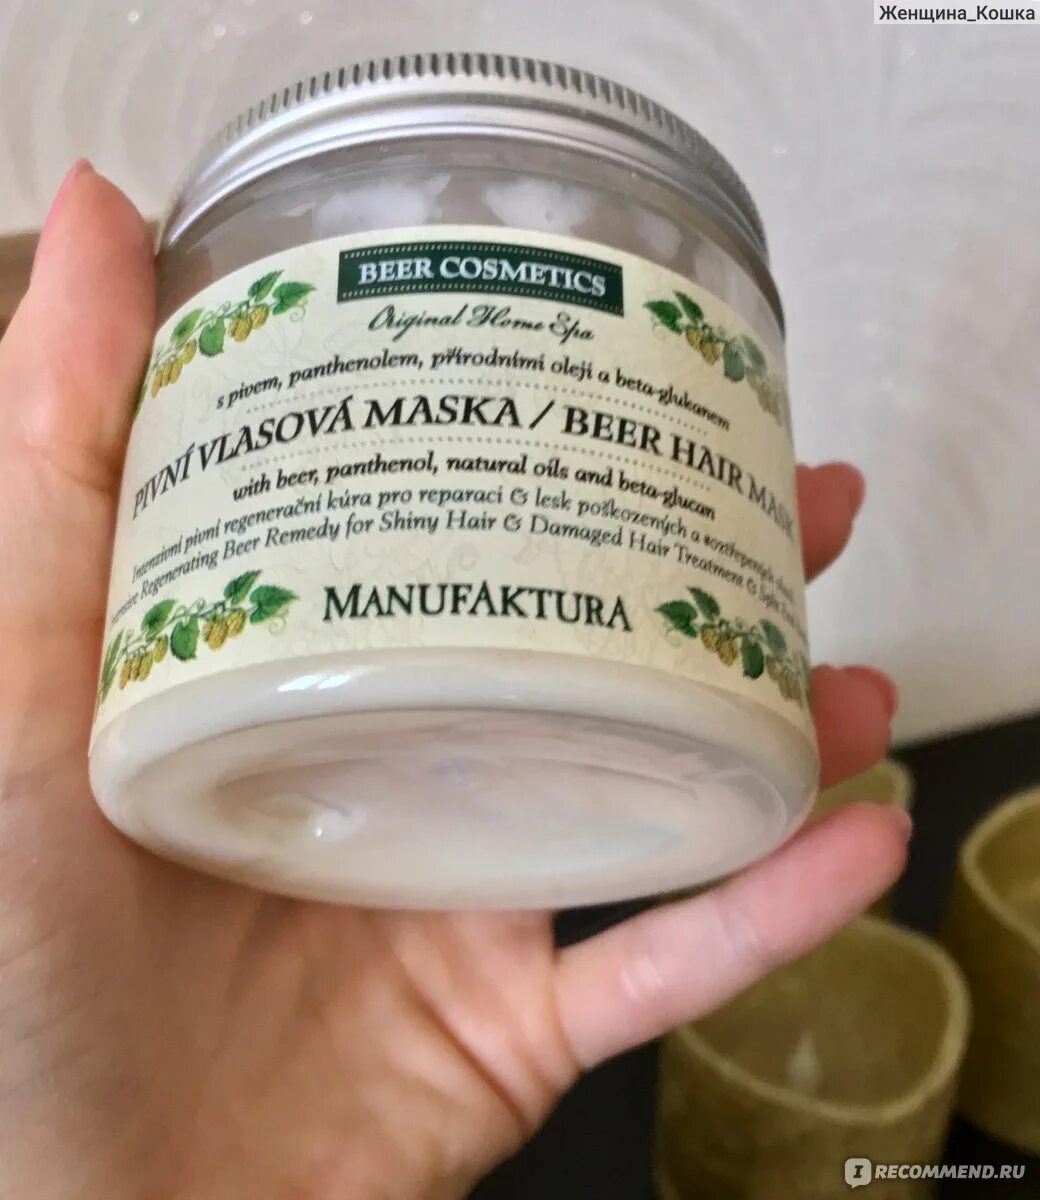 Женщина_Кошка
BEER COSMETICS
Original Home Spa
s pivem, panthenolem, přírodními oleji a beta-glukanem
PIVNÍ VLASOVÁ MASKA / BEER HAIR MASK
with beer, panthenol, natural oils and beta-glucan
Intenzivní pivní regenerační kúra pro reparaci & lesk poškozených a roztřepených
Regenerating Beer Remedy for Shiny Hair & Damaged Hair Treatment & Split
MANUFAKTURA
I RECOMMEND.RU